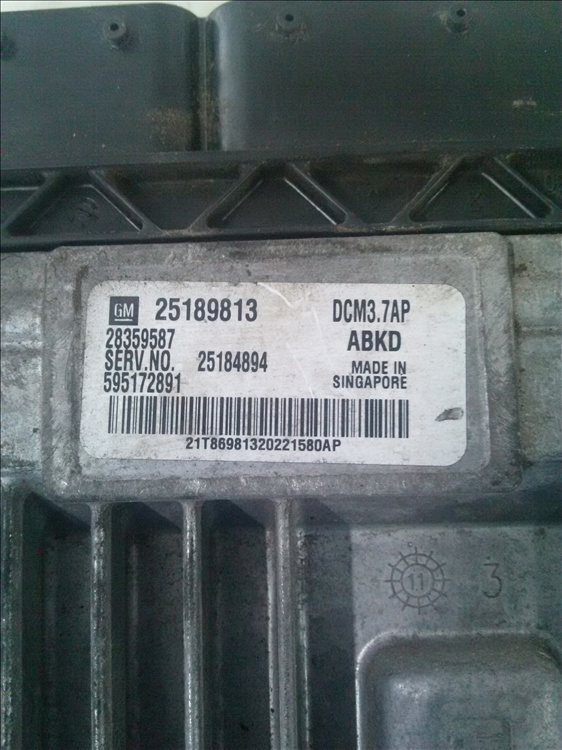 GM 25189813 DCM3.7AP
28359587 ABKD
SERV.NO. 25184894 MADE IN
595172891 SINGAPORE
21T86981320221580AP
11 3